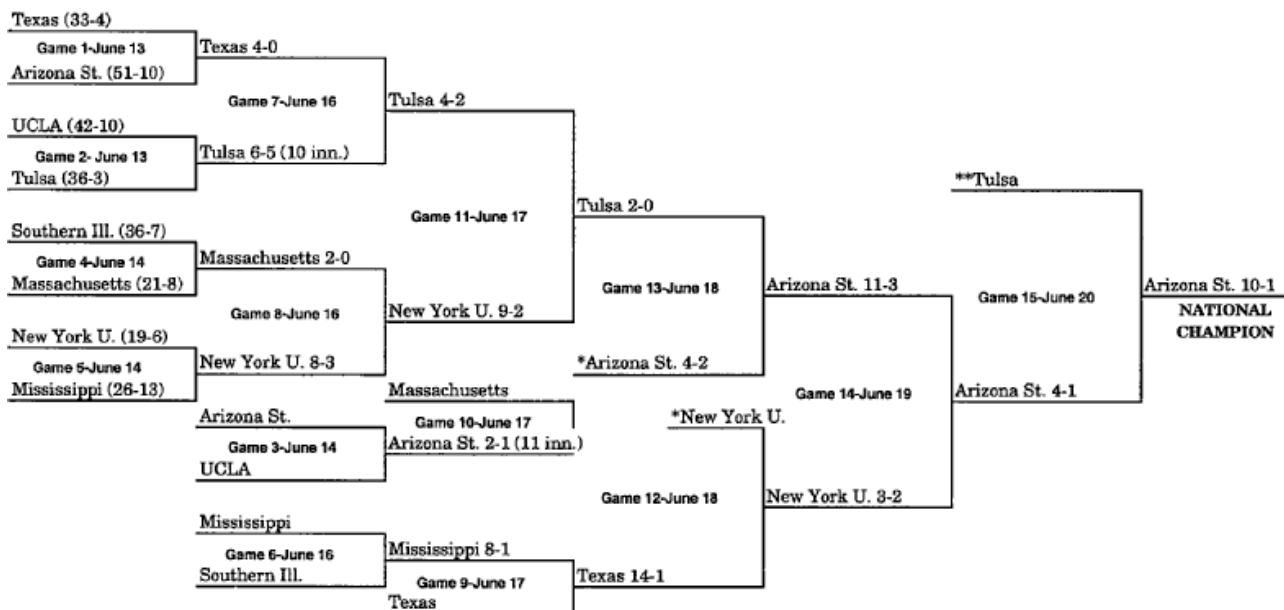 Texas (33-4)
Game 1-June 13
Texas 4-0
Arizona St. (51-10)
Game 7-June 16
Tulsa 4-2
UCLA (42-10)
Game 2- June 13
Tulsa 6-5 (10 inn.)
Tulsa (36-3)
**Tulsa
Game 11-June 17
Tulsa 2-0
Southern Ill. (36-7)
Game 4-June 14
Massachusetts 2-0
Massachusetts (21-8)
Game 13-June 18
Arizona St. 11-3
Game 15-June 20
Arizona St. 10-1
NATIONAL
CHAMPION
Game 8-June 16
New York U. 9-2
New York U. (19-6)
Game 5-June 14
New York U. 8-3
*Arizona St. 4-2
Mississippi (26-13)
Massachusetts
Game 14-June 19
Arizona St. 4-1
Arizona St.
Game 10-June 17
*New York U.
Game 3-June 14
Arizona St. 2-1 (11 inn.)
UCLA
Game 12-June 18
New York U. 3-2
Mississippi
Game 6-June 16
Mississippi 8-1
Southern Ill.
Game 9-June 17
Texas 14-1
Texas